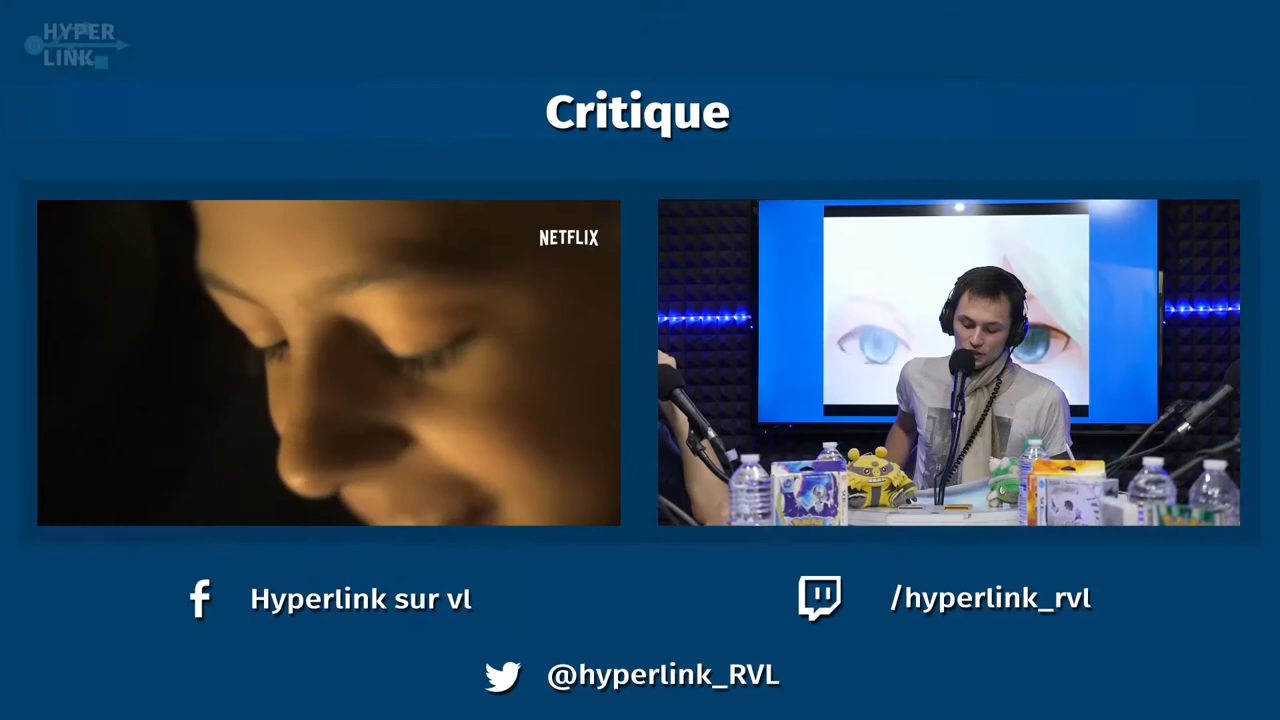 HYPER
LINK
Critique
NETFLIX
Hyperlink sur vl
/hyperlink_rvl
@hyperlink_RVL